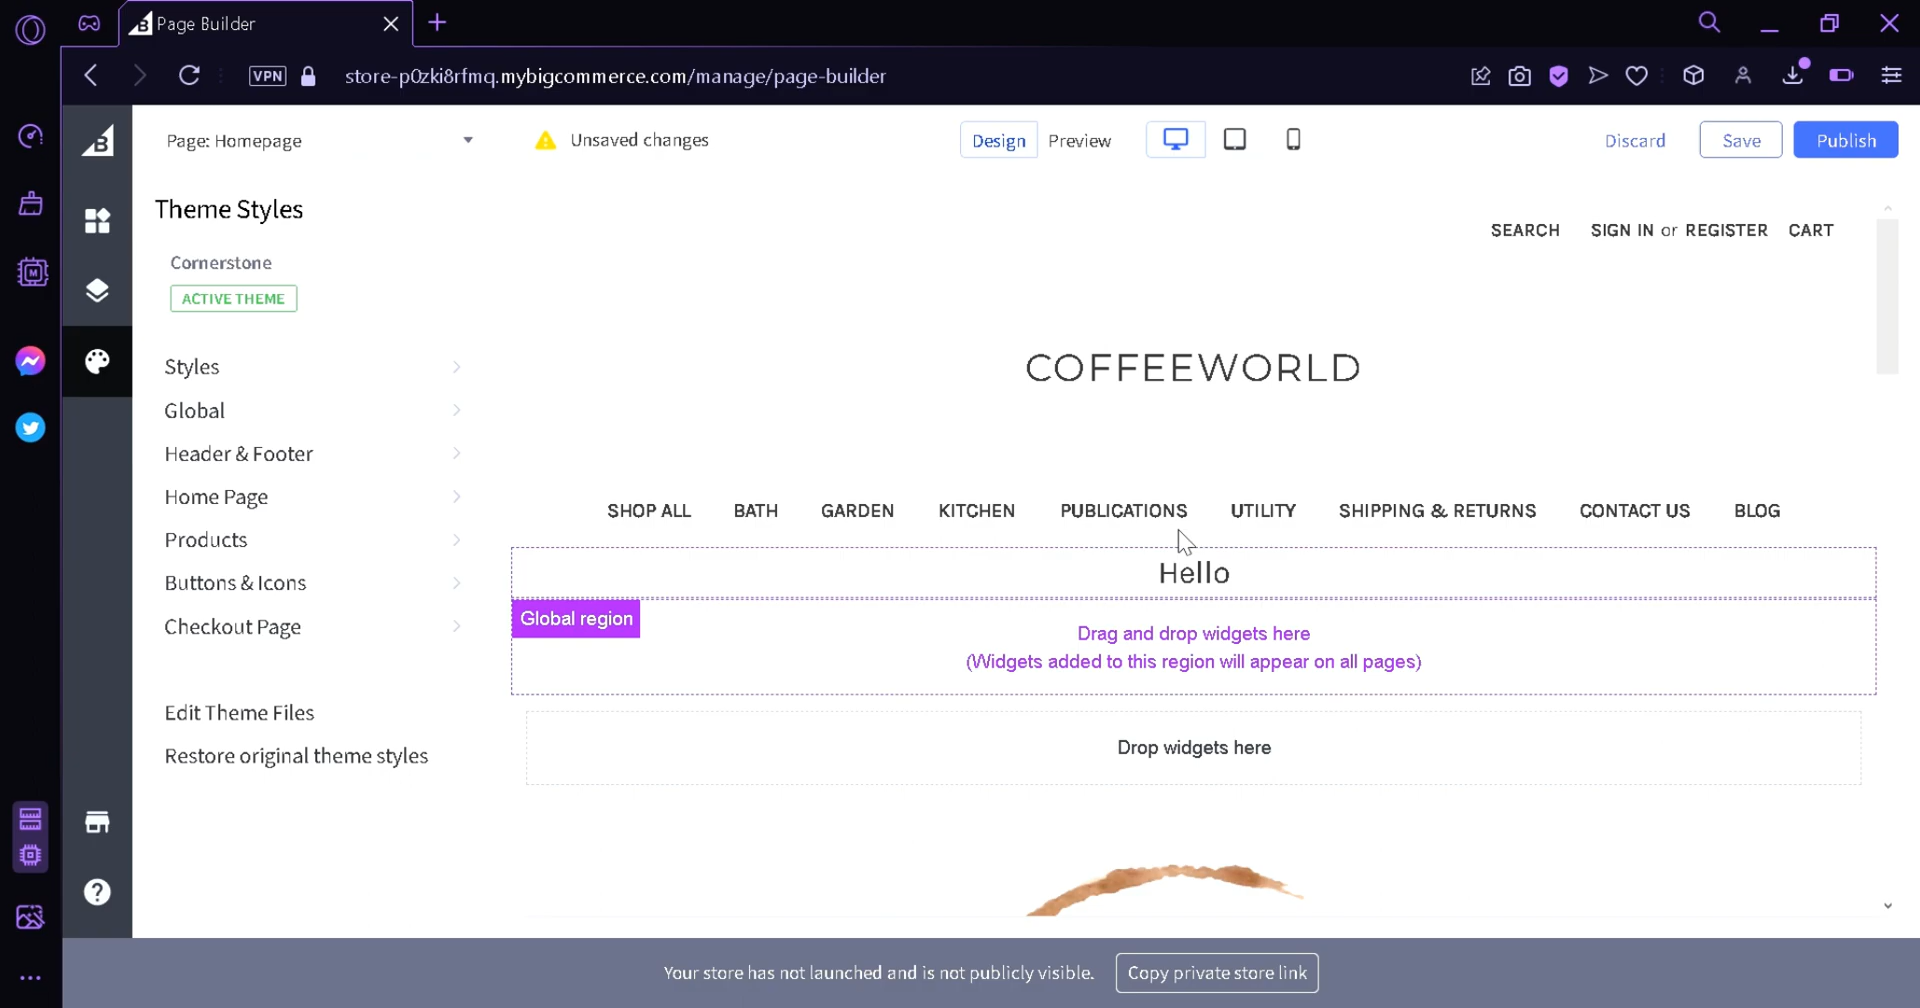 Page Builder
VPN
store-p0zki8rfmq.mybigcommerce.com/manage/page-builder
Page: Homepage
Unsaved changes
Design
Preview
Discard
Save
Publish
Theme Styles
SEARCH
SIGN IN or REGISTER
CART
Cornerstone
ACTIVE THEME
Styles
COFFEEWORLD
Global
Header & Footer
Home Page
SHOP ALL
BATH
GARDEN
KITCHEN
PUBLICATIONS
UTILITY
SHIPPING & RETURNS
CONTACT US
BLOG
Products
Hello
Buttons & Icons
Global region
Drag and drop widgets here
(Widgets added to this region will appear on all pages)
Checkout Page
Edit Theme Files
Drop widgets here
Restore original theme styles
Your store has not launched and is not publicly visible.
Copy private store link